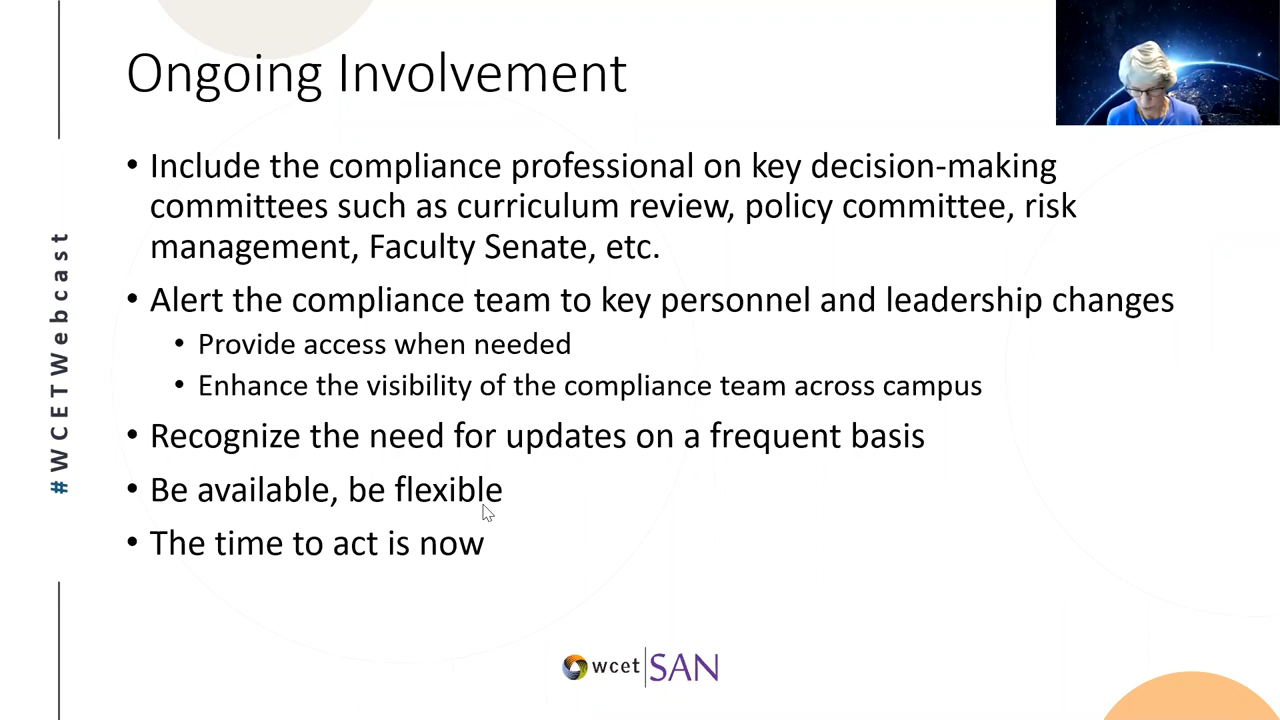 Ongoing Involvement
• Include the compliance professional on key decision-making
committees such as curriculum review, policy committee, risk
management, Faculty Senate, etc.
• Alert the compliance team to key personnel and leadership changes
• Provide access when needed
• Enhance the visibility of the compliance team across campus
• Recognize the need for updates on a frequent basis
• Be available, be flexible
• The time to act is now
#WCETWebcast
wcet|SAN